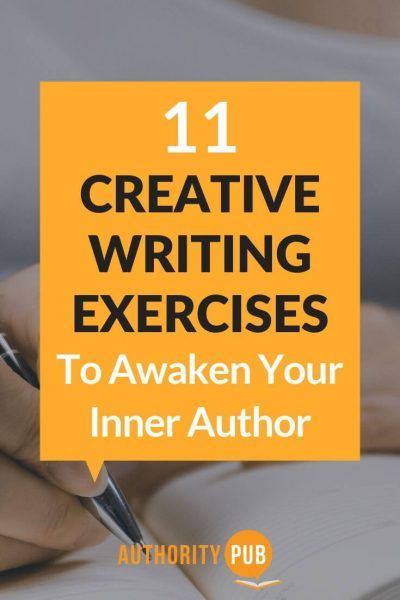 11
CREATIVE
WRITING
EXERCISES
To Awaken Your
Inner Author
AUTHORITY PUB